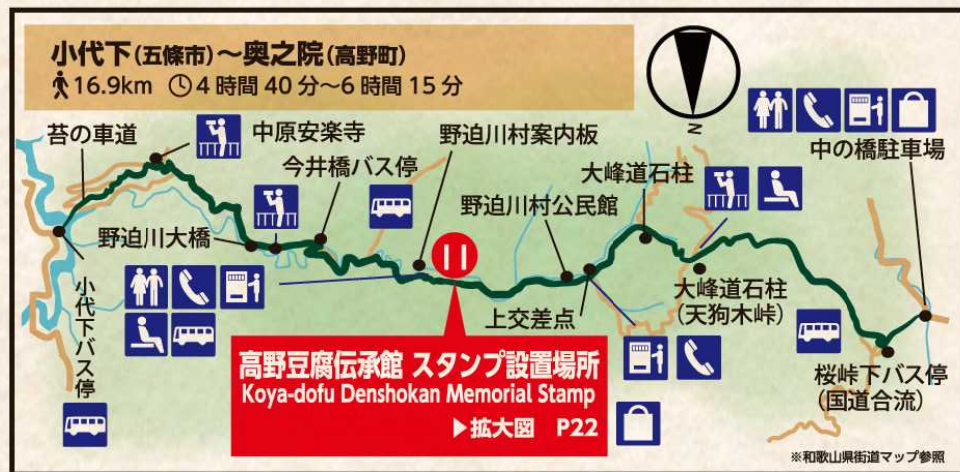 小代下(五條市)～奥之院(高野町)
16.9km 4時間40分～6時間15分
N
苔の車道
中原安楽寺
今井橋バス停
野迫川村案内板
大峰道石柱
中の橋駐車場
野迫川大橋
野迫川村公民館
11
小代下バス停
上交差点
大峰道石柱
(天狗木峠)
高野豆腐伝承館 スタンプ設置場所
Koya-dofu Denshokan Memorial Stamp
▶拡大図 P22
桜峠下バス停
(国道合流)
※和歌山県街道マップ参照